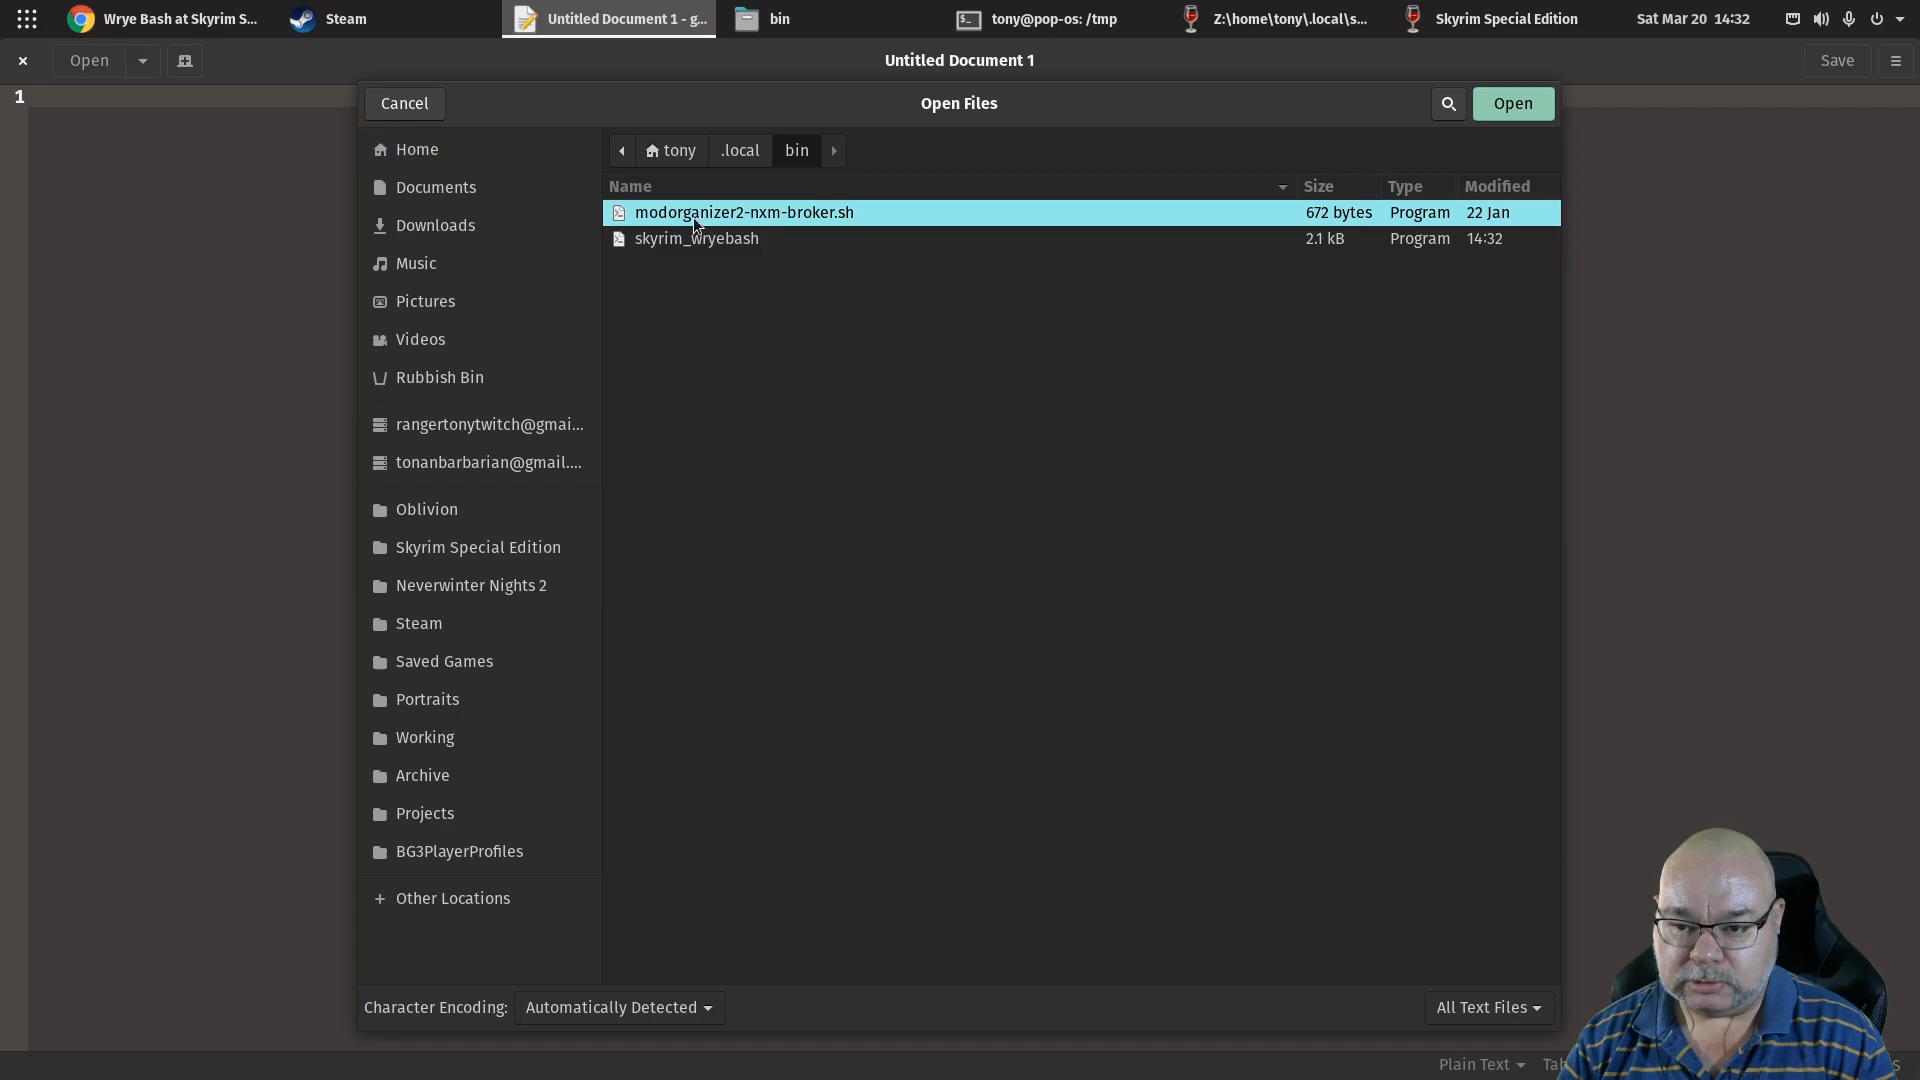 Wrye Bash at Skyrim S...
Steam
Untitled Document 1 - g...
bin
tony@pop-os: /tmp
Z:\home\tony\.local\s...
Skyrim Special Edition
Sat Mar 20 14:32
Open
Untitled Document 1
Save
1
Cancel
Open Files
Open
Home
Documents
Downloads
Music
Pictures
Videos
Rubbish Bin
rangertonytwitch@gmai...
tonanbarbarian@gmail....
Oblivion
Skyrim Special Edition
Neverwinter Nights 2
Steam
Saved Games
Portraits
Working
Archive
Projects
BG3PlayerProfiles
Other Locations
tony
.local
bin
Name Size Type Modified
modorganizer2-nxm-broker.sh 672 bytes Program 22 Jan
skyrim_wryebash 2.1 kB Program 14:32
Character Encoding: Automatically Detected
All Text Files
Plain Text